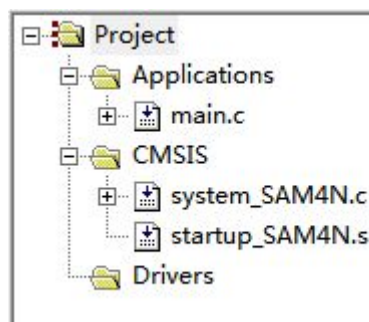 Project
Applications
main.c
CMSIS
system_SAM4N.c
startup_SAM4N.s
Drivers